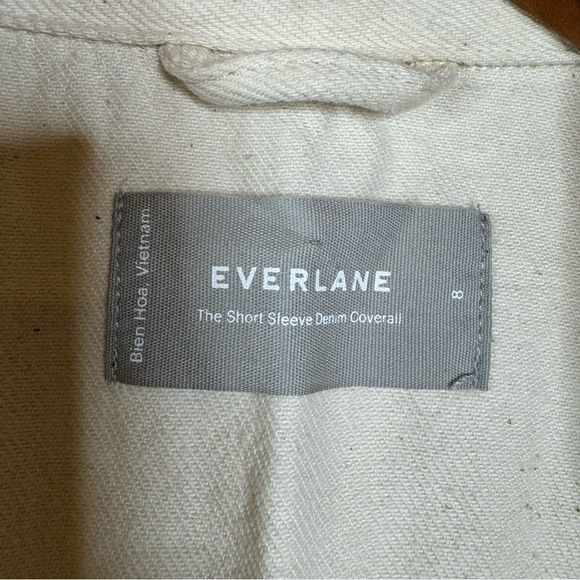 Bien Hoa, Vietnam
EVERLANE
The Short Sleeve Denim Coverall
8